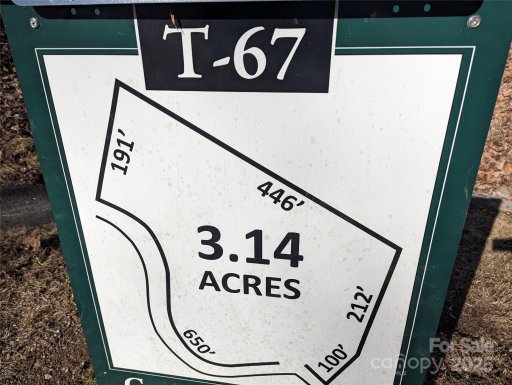 T-67
191'
446'
3.14
ACRES
212'
650'
100'
For Sale
canopy 2025